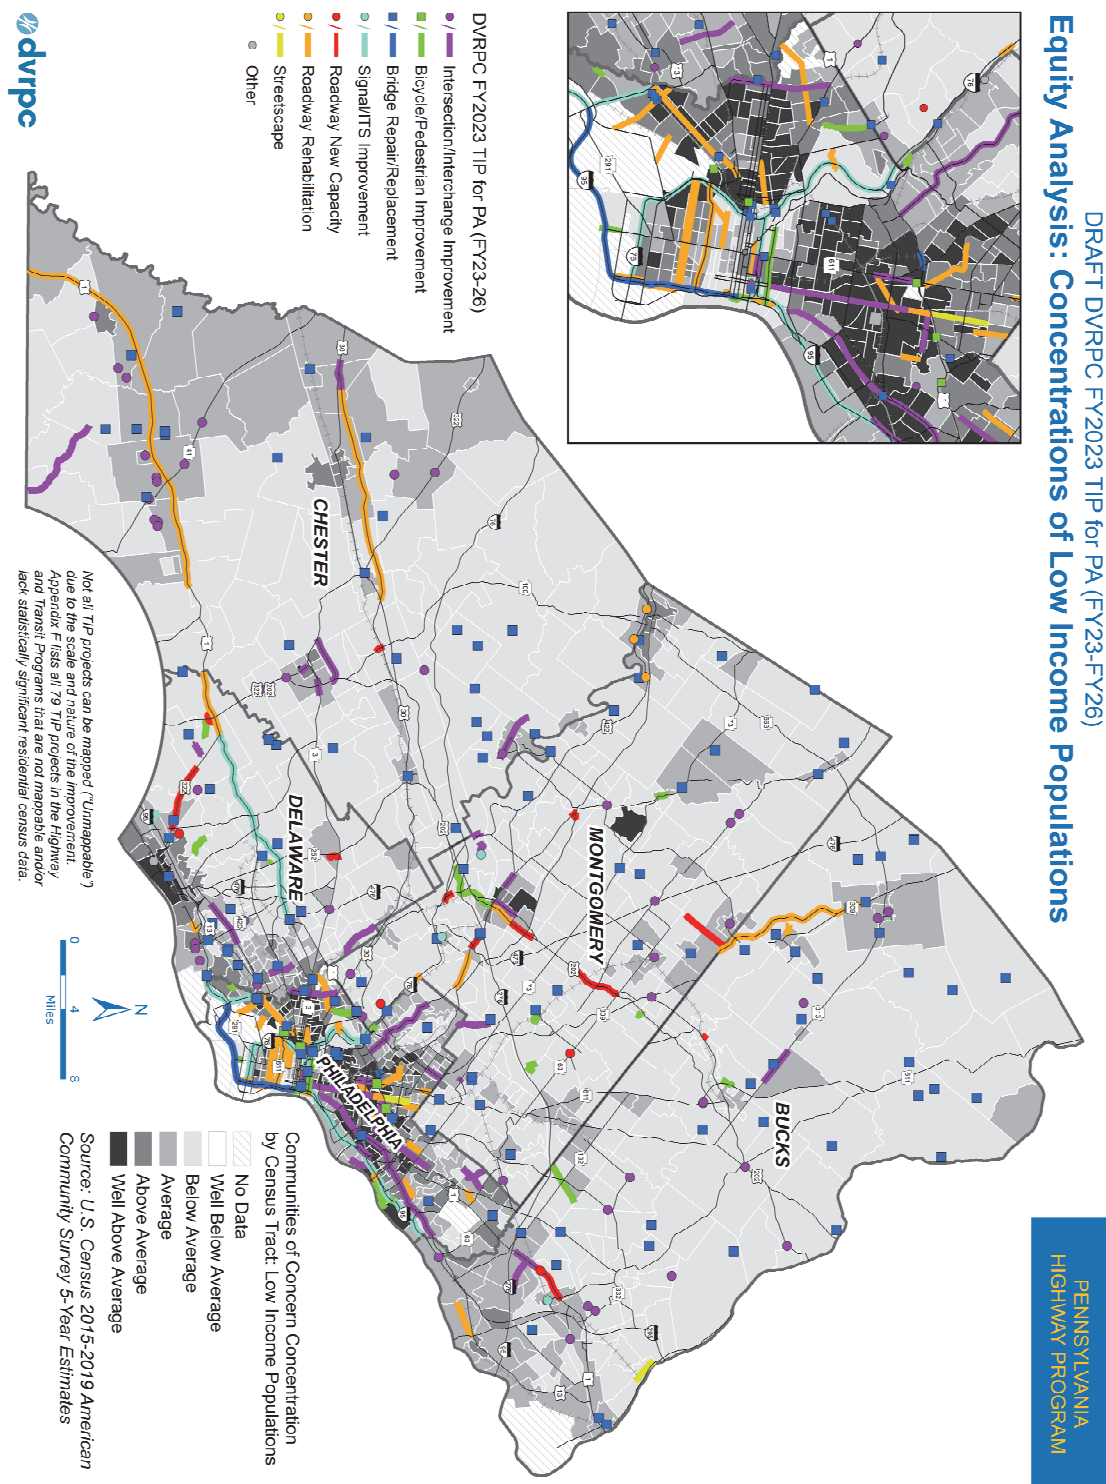 DRAFT DVRPC FY2023 TIP for PA (FY23-FY26)
Equity Analysis: Concentrations of Low Income Populations
PENNSYLVANIA
HIGHWAY PROGRAM
DVRPC FY2023 TIP for PA (FY23-26)
Intersection/Interchange Improvement
Bicycle/Pedestrian Improvement
Bridge Repair/Replacement
Signal/ITS Improvement
Roadway New Capacity
Roadway Rehabilitation
Streetscape
Other
dvrpc
CHESTER
DELAWARE
MONTGOMERY
PHILADELPHIA
BUCKS
Not all TIP projects can be mapped ("Unmappable")
due to the scale and nature of the improvement.
Appendix F lists all 79 TIP projects in the Highway
and Transit Programs that are not mappable and/or
lack statistically significant residential census data.
0 4 8
Miles
N
Communities of Concern Concentration
by Census Tract: Low Income Populations
No Data
Well Below Average
Below Average
Average
Above Average
Well Above Average
Source: U.S. Census 2015-2019 American
Community Survey 5-Year Estimates